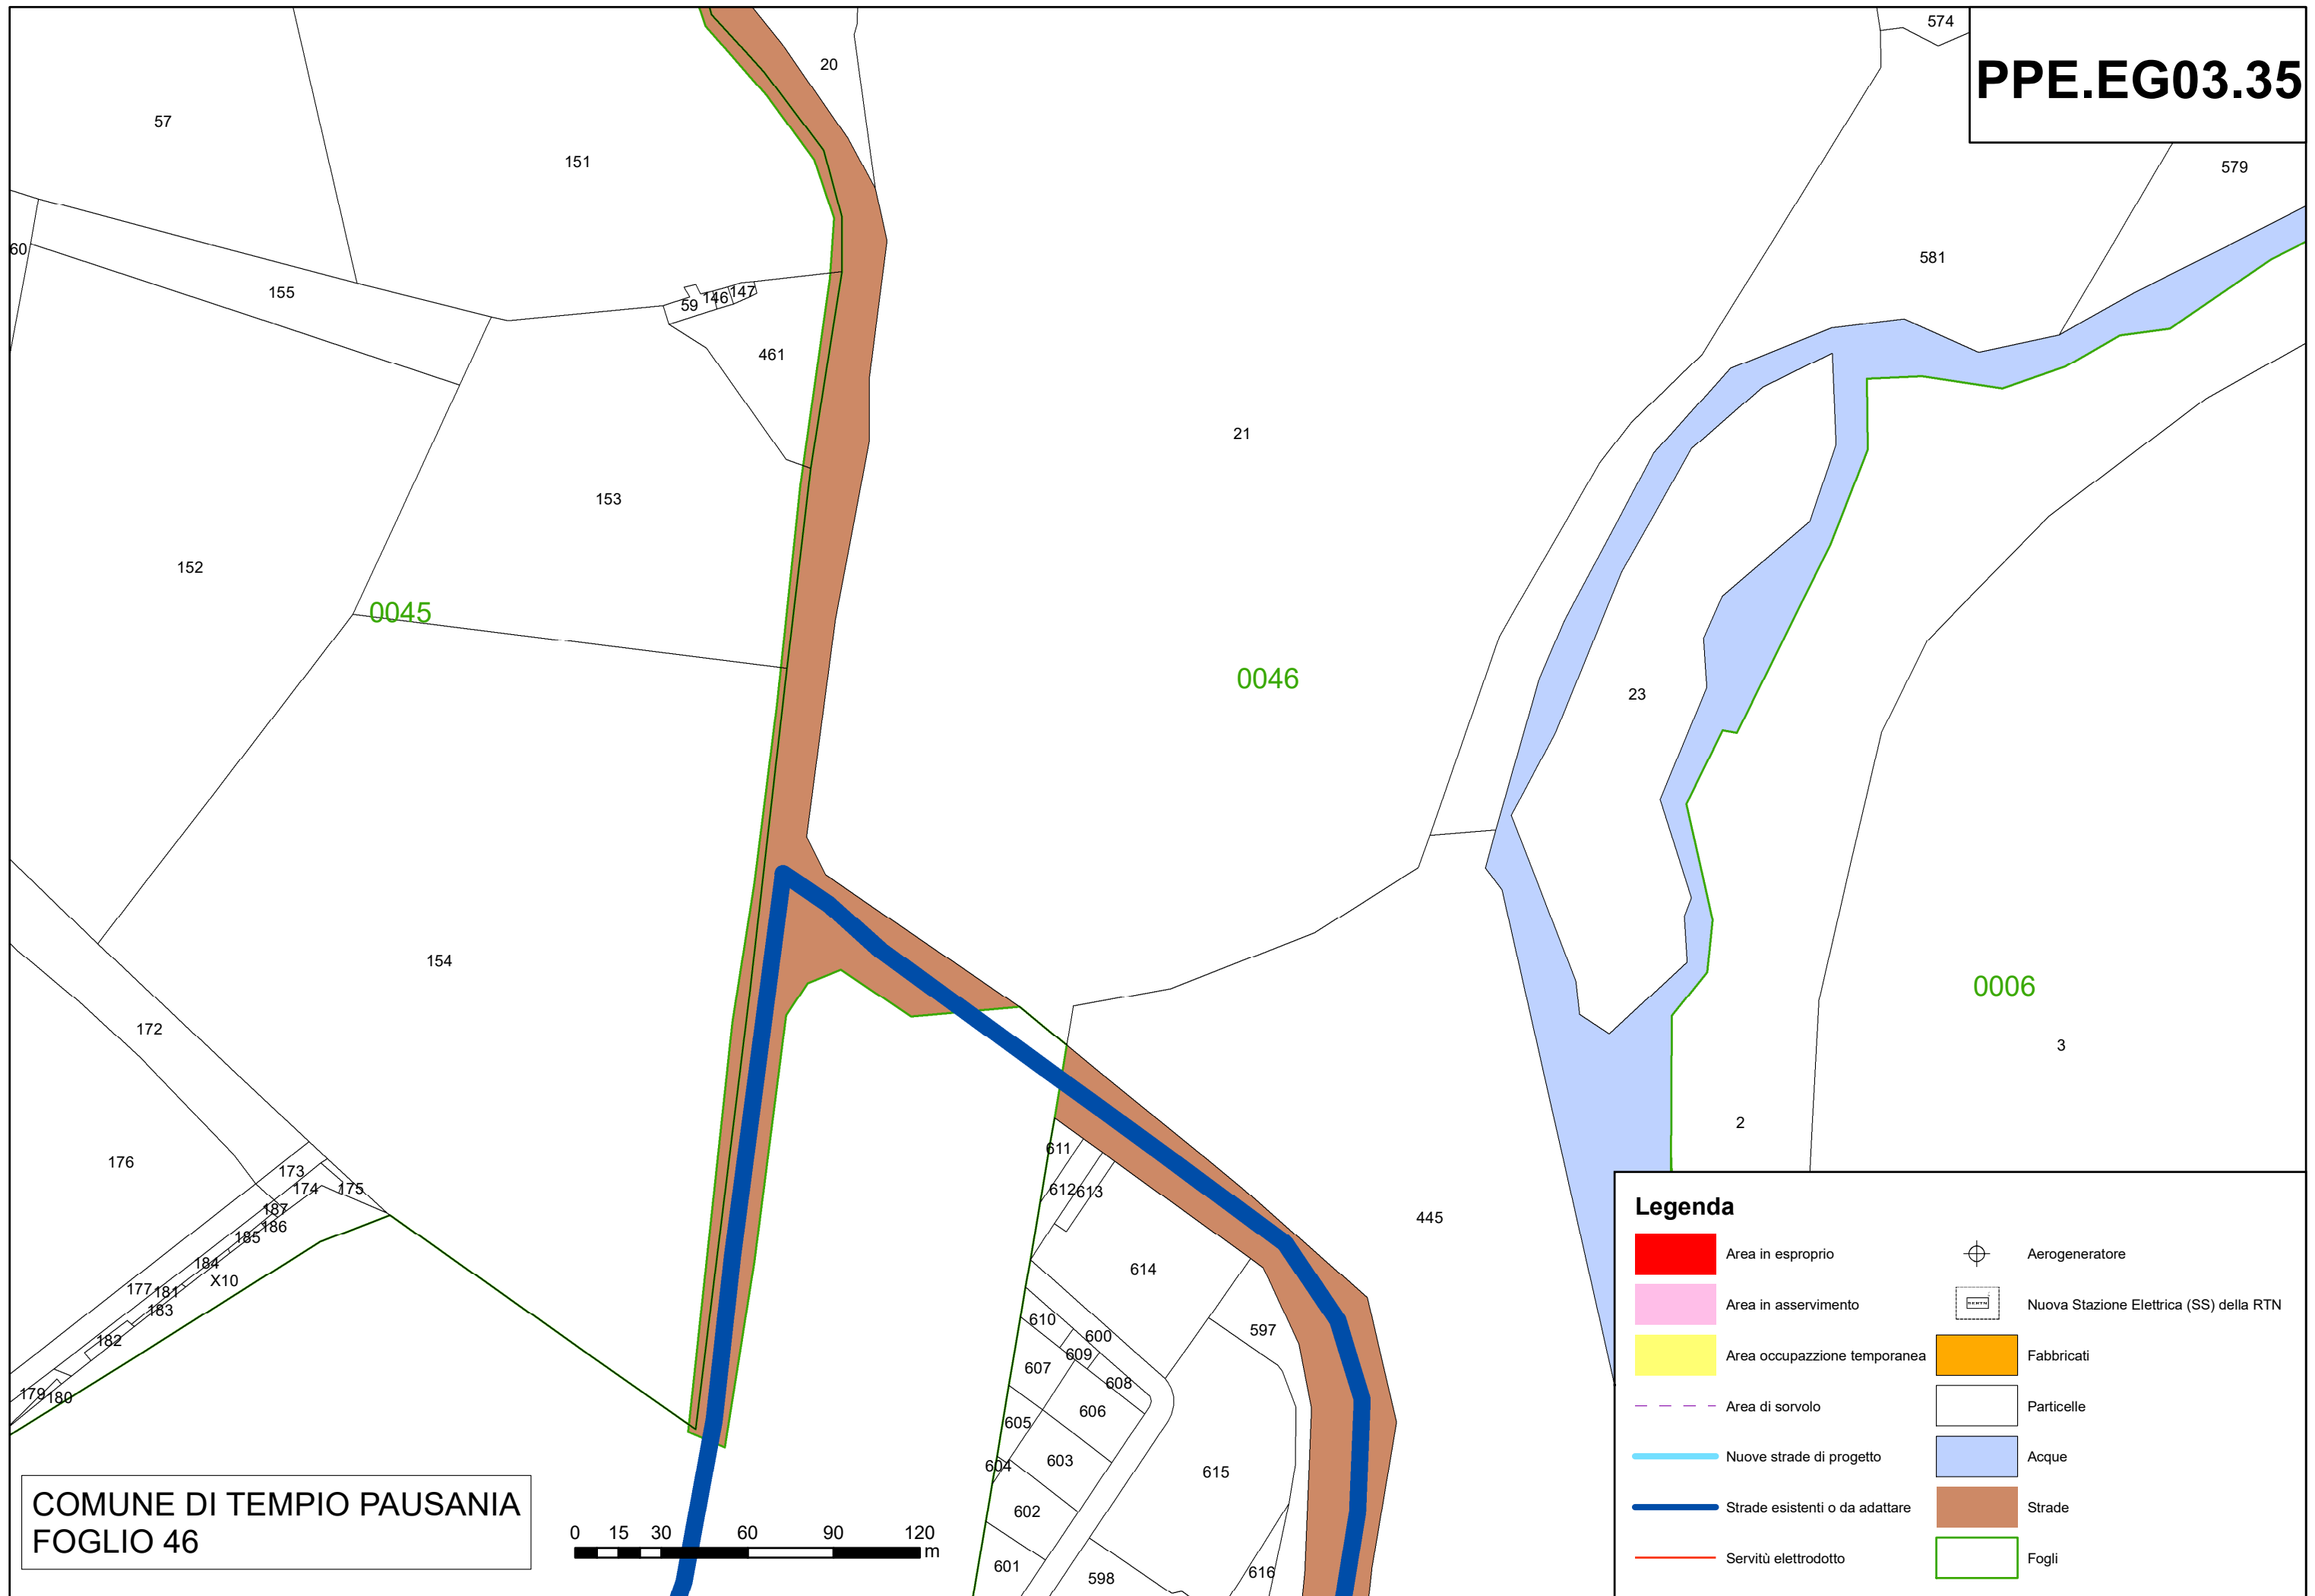 574
PPE.EG03.35
20
57
151
579
60
581
155
59
146
147
461
21
153
152
0045
0046
23
154
0006
172
3
2
611
176
173
174
175
612
613
187
186
445
185
184
X10
614
177
181
183
610
600
597
182
609
607
608
179
180
606
605
603
604
615
602
601
598
616
Legenda
Area in esproprio
Aerogeneratore
Area in asservimento
Nuova Stazione Elettrica (SS) della RTN
Area occupazzione temporanea
Fabbricati
Area di sorvolo
Particelle
Nuove strade di progetto
Acque
Strade esistenti o da adattare
Strade
Servitù elettrodotto
Fogli
COMUNE DI TEMPIO PAUSANIA
FOGLIO 46
0 15 30 60 90 120
m